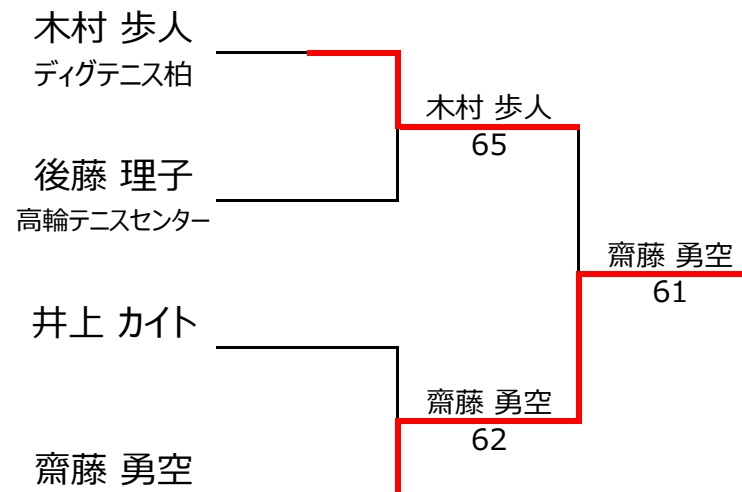 木村 歩人
ディグテニス柏
木村 歩人
65
後藤 理子
高輪テニスセンター
齋藤 勇空
61
井上 カイト
齋藤 勇空
62
齋藤 勇空